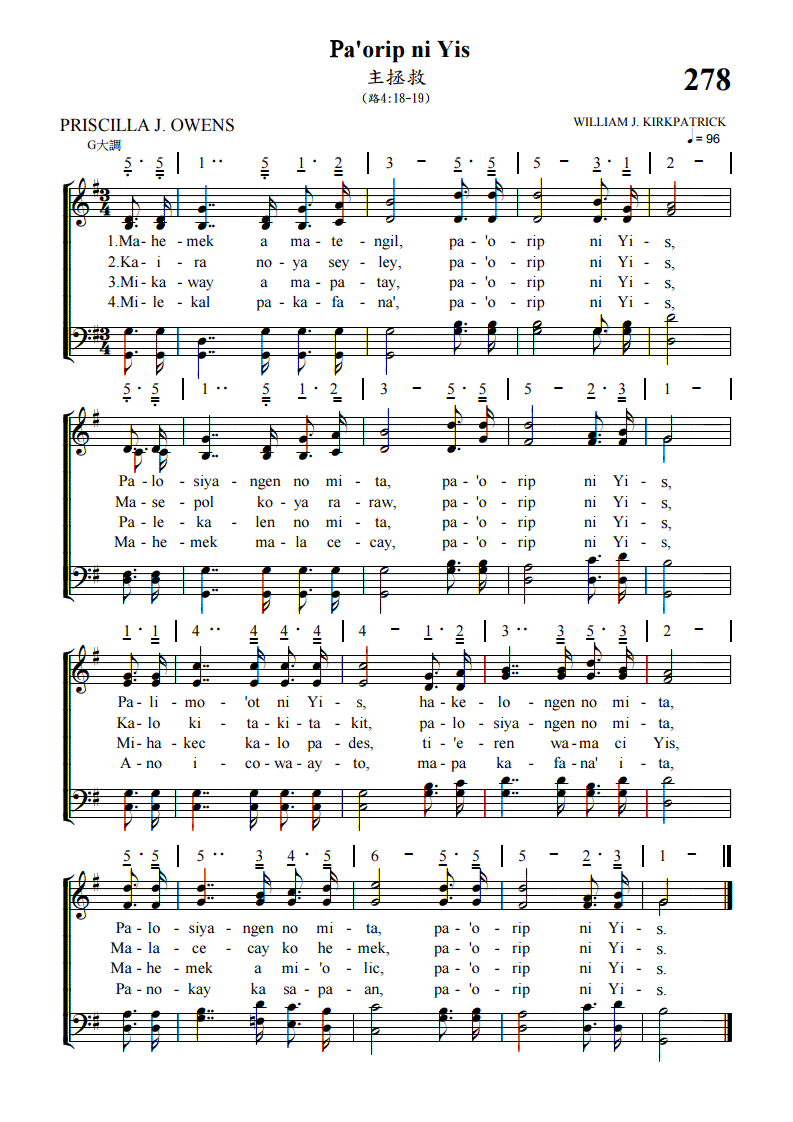 Pa'orip ni Yis
主拯救
278
(路4:18-19)
PRISCILLA J. OWENS
WILLIAM J. KIRKPATRICK
G大調
♩= 96
5· 5 | 1·· 5 1· 2 | 3 – 5· 5 | 5 – 3· 1 | 2 – |
1.Ma- he - mek a ma - te - ngil, pa - 'o - rip ni Yi - s,
2.Ka - i - ra no - ya sey - ley, pa - 'o - rip ni Yi - s,
3.Mi - ka - way a ma - pa - tay, pa - 'o - rip ni Yi - s,
4.Mi - le - kal pa - ka - fa - na', pa - 'o - rip ni Yi - s,
5· 5 | 1·· 5 1· 2 | 3 – 5· 5 | 5 – 2· 3 | 1 – |
Pa - lo - siya - ngen no mi - ta, pa - 'o - rip ni Yi - s,
Ma - se - pol ko - ya ra - raw, pa - 'o - rip ni Yi - s,
Pa - le - ka - len no mi - ta, pa - 'o - rip ni Yi - s,
Ma - he - mek ma - la ce - cay, pa - 'o - rip ni Yi - s,
1· 1 | 4·· 4 4· 4 | 4 – 1· 2 | 3·· 3 5· 3 | 2 – |
Pa - li - mo - 'ot ni Yi - s, ha - ke - lo - ngen no mi - ta,
Ka - lo ki - ta - ki - ta - kit, pa - lo - siya - ngen no mi - ta,
Mi - ha - kec ka - lo pa - des, ti - 'e - ren wa - ma ci Yis,
A - no i - co - wa - ay - to, ma - pa ka - fa - na' i - ta,
5· 5 | 5·· 3 4· 5 | 6 – 5· 5 | 5 – 2· 3 | 1 – ‖
Pa - lo - siya - ngen no mi - ta, pa - 'o - rip ni Yi - s.
Ma - la - ce - cay ko he - mek, pa - 'o - rip ni Yi - s.
Ma - he - mek a mi - 'o - lic, pa - 'o - rip ni Yi - s.
Pa - no - kay ka sa - pa - an, pa - 'o - rip ni Yi - s.